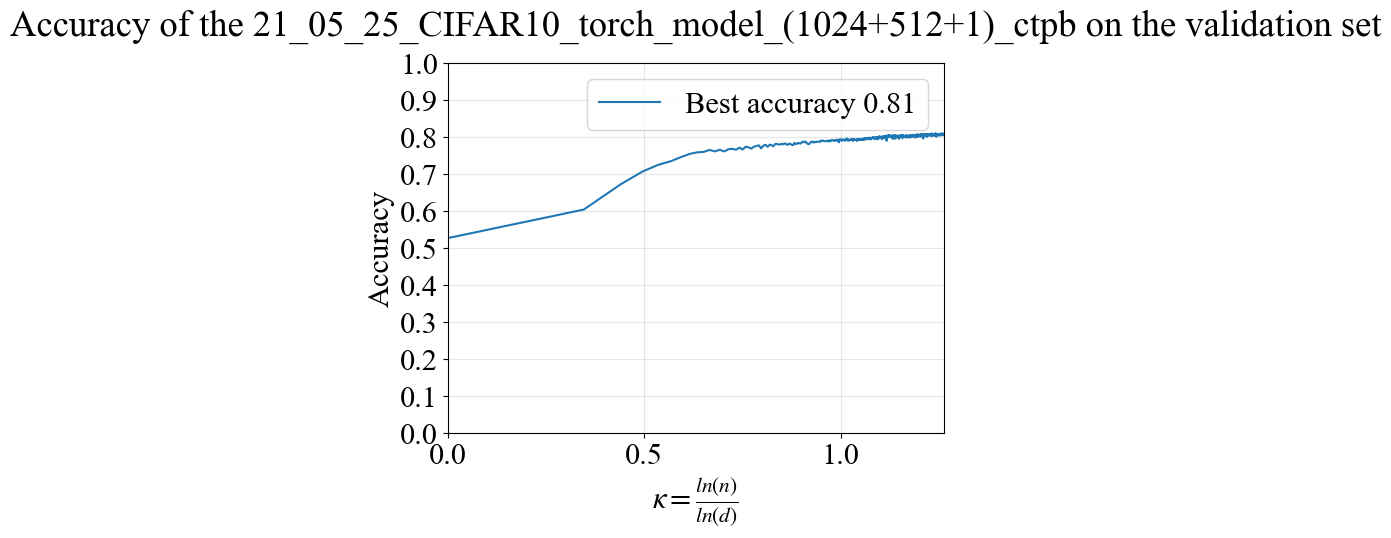 Accuracy of the 21_05_25_CIFAR10_torch_model_(1024+512+1)_ctpb on the validation set
1.0
0.9
0.8
0.7
0.6
0.5
0.4
0.3
0.2
0.1
0.0
Accuracy
Best accuracy 0.81
0.0 0.5 1.0
κ = ln(n) / ln(d)